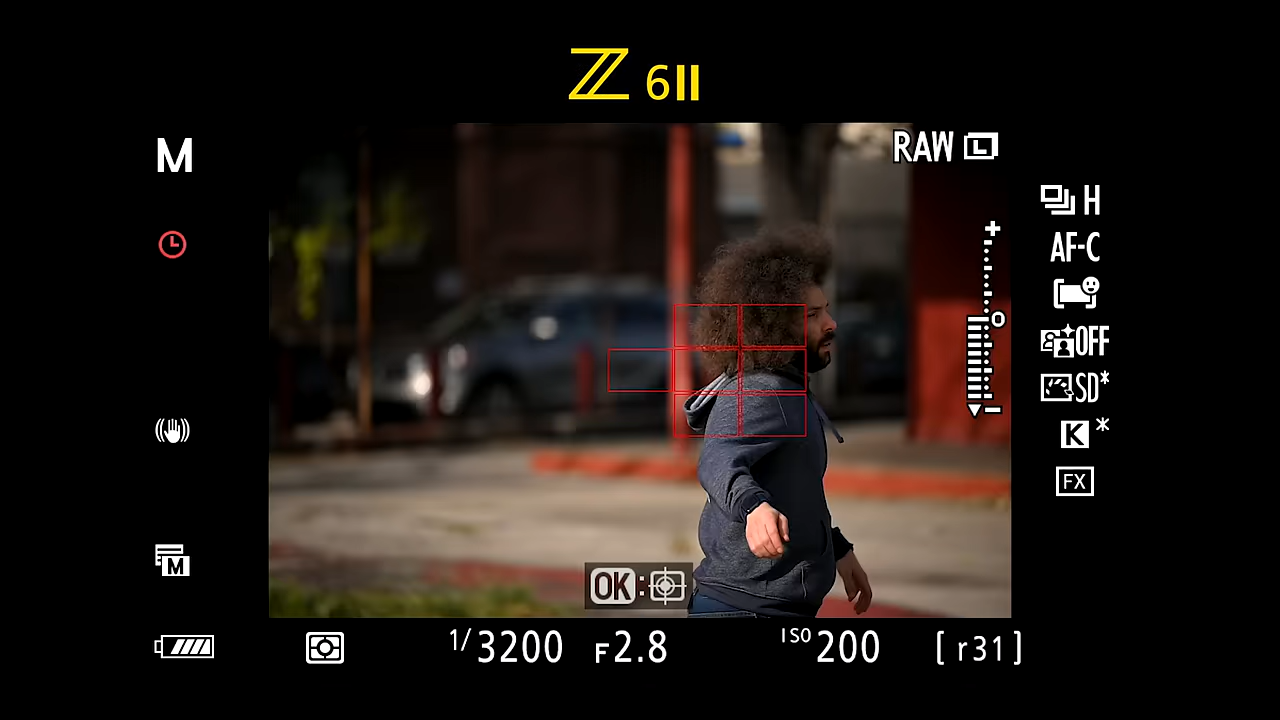 Z 6II
M
RAW L
H
AF-C
OFF
SD*
K*
FX
M
OK:
1/3200 F2.8 ISO 200 [ r31 ]